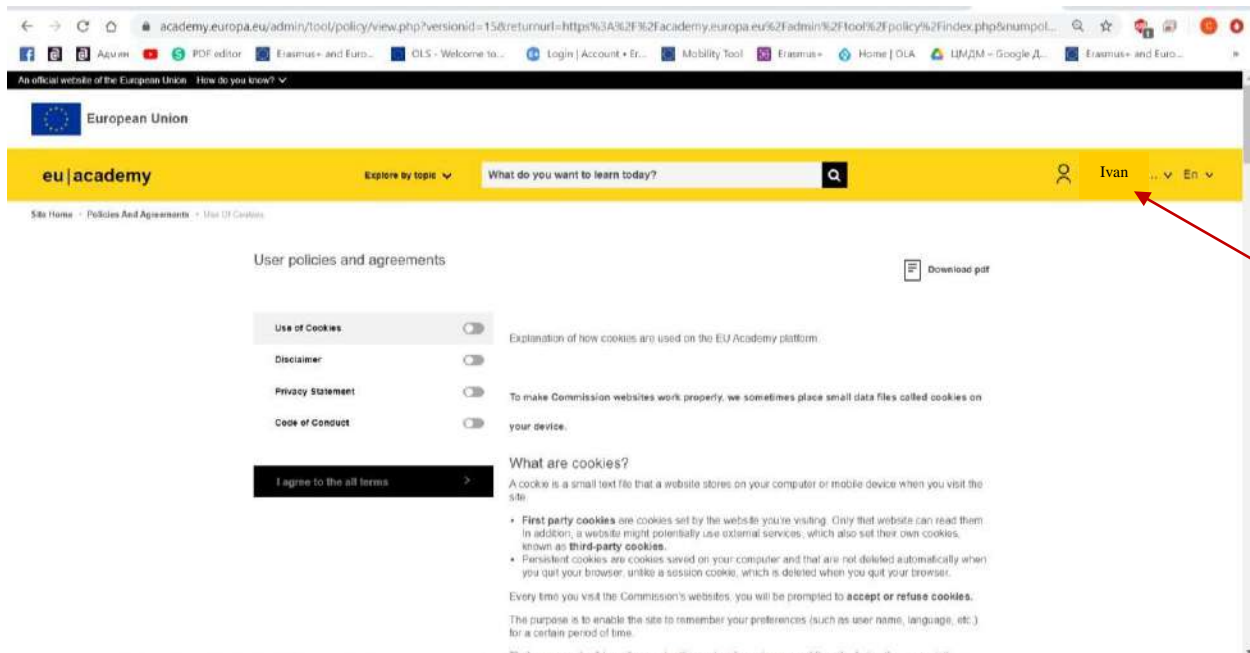 academy.europa.eu/admin/tool/policy/view.php?versionid=15&returnurl=https%3A%2F%2Facademy.europa.eu%2Fadmin%2Ftool%2Fpolicy%2Findex.php&numpol...
Админ PDF editor Erasmus+ and Euro... OLS - Welcome to... Login | Account • Er... Mobility Tool Erasmus+ Home | OLA ЦМДМ – Google Д... Erasmus+ and Euro... »
An official website of the European Union How do you know?
European Union
eu|academy Explore by topic What do you want to learn today? Ivan ... En
Site Home Policies And Agreements Use Of Cookies
User policies and agreements
Download pdf
Use of Cookies
Explanation of how cookies are used on the EU Academy platform.
Disclaimer
Privacy Statement
To make Commission websites work properly, we sometimes place small data files called cookies on
Code of Conduct
your device.
What are cookies?
I agree to the all terms >
A cookie is a small text file that a website stores on your computer or mobile device when you visit the
site.
• First party cookies are cookies set by the website you're visiting. Only that website can read them.
In addition, a website might potentially use external services, which also set their own cookies,
known as third-party cookies.
• Persistent cookies are cookies saved on your computer and that are not deleted automatically when
you quit your browser, unlike a session cookie, which is deleted when you quit your browser.
Every time you visit the Commission's websites, you will be prompted to accept or refuse cookies.
The purpose is to enable the site to remember your preferences (such as user name, language, etc.)
for a certain period of time.